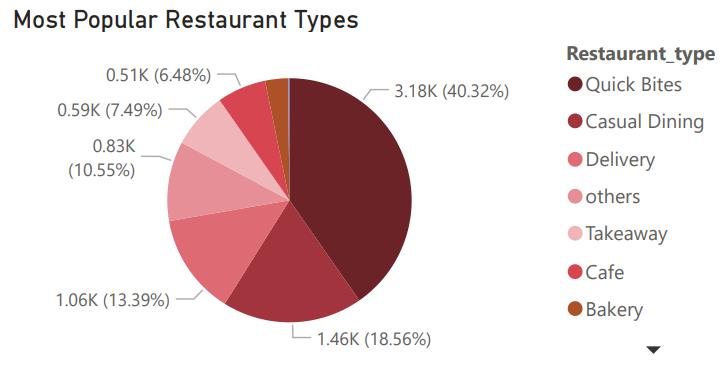 Most Popular Restaurant Types
Restaurant_type
Quick Bites
Casual Dining
Delivery
others
Takeaway
Cafe
Bakery
0.51K (6.48%)
0.59K (7.49%)
0.83K
(10.55%)
1.06K (13.39%)
3.18K (40.32%)
1.46K (18.56%)